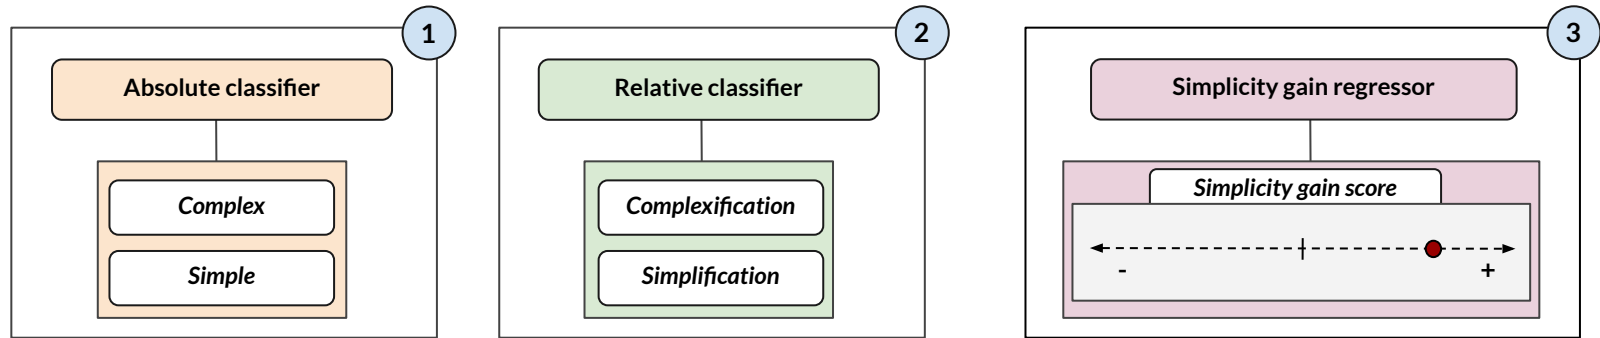 1
Absolute classifier
Complex
Simple
2
Relative classifier
Complexification
Simplification
3
Simplicity gain regressor
Simplicity gain score
- +